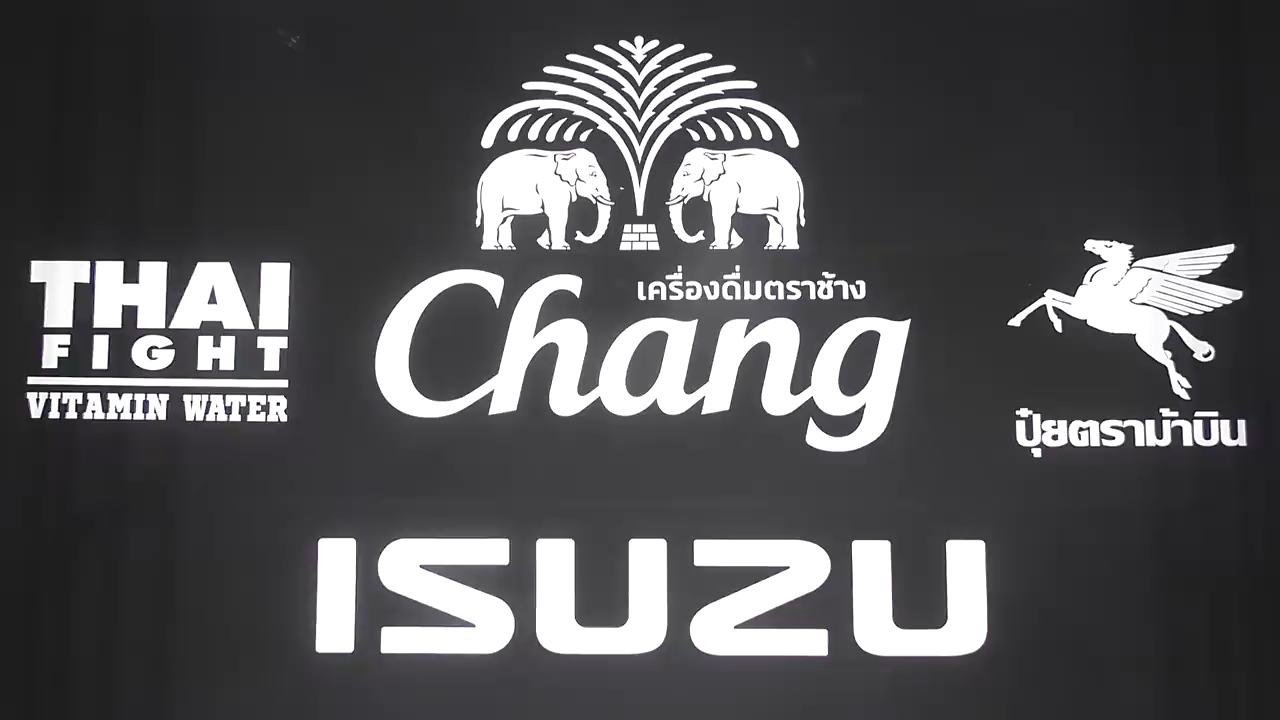 เครื่องดื่มตราช้าง
Chang
THAI
FIGHT
VITAMIN WATER
ปุ๋ยตราม้าบิน
ISUZU